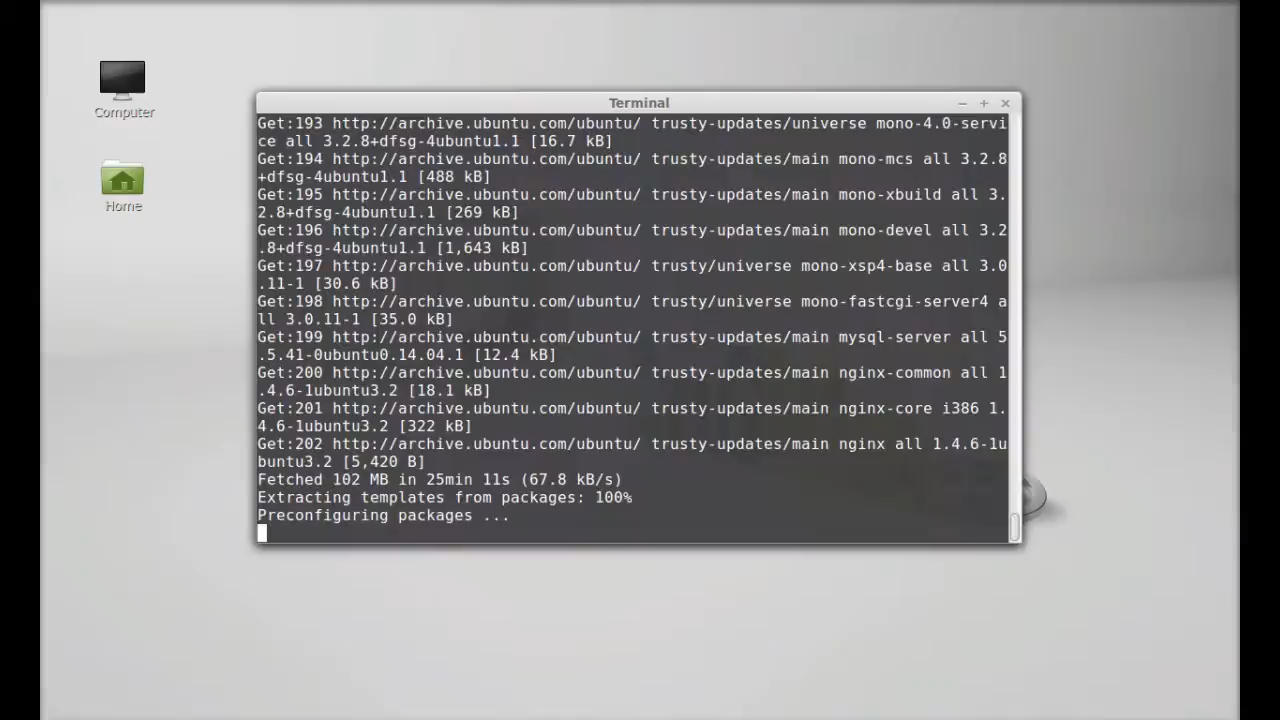 Computer
Home
Terminal
Get:193 http://archive.ubuntu.com/ubuntu/ trusty-updates/universe mono-4.0-servi
ce all 3.2.8+dfsg-4ubuntu1.1 [16.7 kB]
Get:194 http://archive.ubuntu.com/ubuntu/ trusty-updates/main mono-mcs all 3.2.8
+dfsg-4ubuntu1.1 [488 kB]
Get:195 http://archive.ubuntu.com/ubuntu/ trusty-updates/main mono-xbuild all 3.
2.8+dfsg-4ubuntu1.1 [269 kB]
Get:196 http://archive.ubuntu.com/ubuntu/ trusty-updates/main mono-devel all 3.2
.8+dfsg-4ubuntu1.1 [1,643 kB]
Get:197 http://archive.ubuntu.com/ubuntu/ trusty/universe mono-xsp4-base all 3.0
.11-1 [30.6 kB]
Get:198 http://archive.ubuntu.com/ubuntu/ trusty/universe mono-fastcgi-server4 a
ll 3.0.11-1 [35.0 kB]
Get:199 http://archive.ubuntu.com/ubuntu/ trusty-updates/main mysql-server all 5
.5.41-0ubuntu0.14.04.1 [12.4 kB]
Get:200 http://archive.ubuntu.com/ubuntu/ trusty-updates/main nginx-common all 1
.4.6-1ubuntu3.2 [18.1 kB]
Get:201 http://archive.ubuntu.com/ubuntu/ trusty-updates/main nginx-core i386 1.
4.6-1ubuntu3.2 [322 kB]
Get:202 http://archive.ubuntu.com/ubuntu/ trusty-updates/main nginx all 1.4.6-1u
buntu3.2 [5,420 B]
Fetched 102 MB in 25min 11s (67.8 kB/s)
Extracting templates from packages: 100%
Preconfiguring packages ...